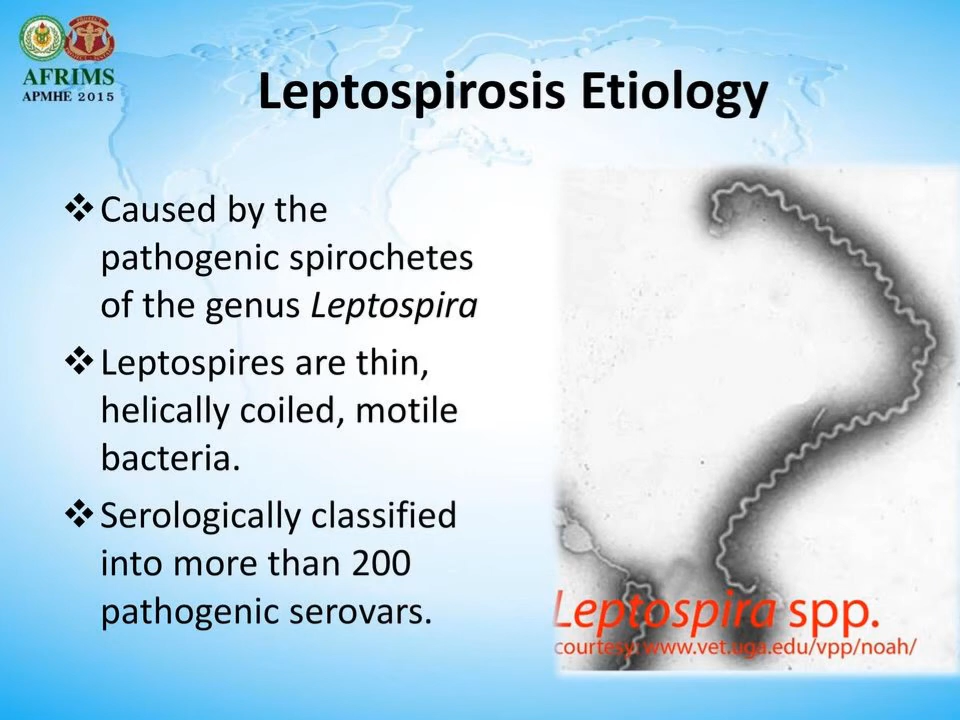 AFRIMS
APMHE 2015
Leptospirosis Etiology
❖Caused by the
pathogenic spirochetes
of the genus Leptospira
❖Leptospires are thin,
helically coiled, motile
bacteria.
❖Serologically classified
into more than 200
pathogenic serovars.
Leptospira spp.
courtesy: www.vet.uga.edu/vpp/noah/